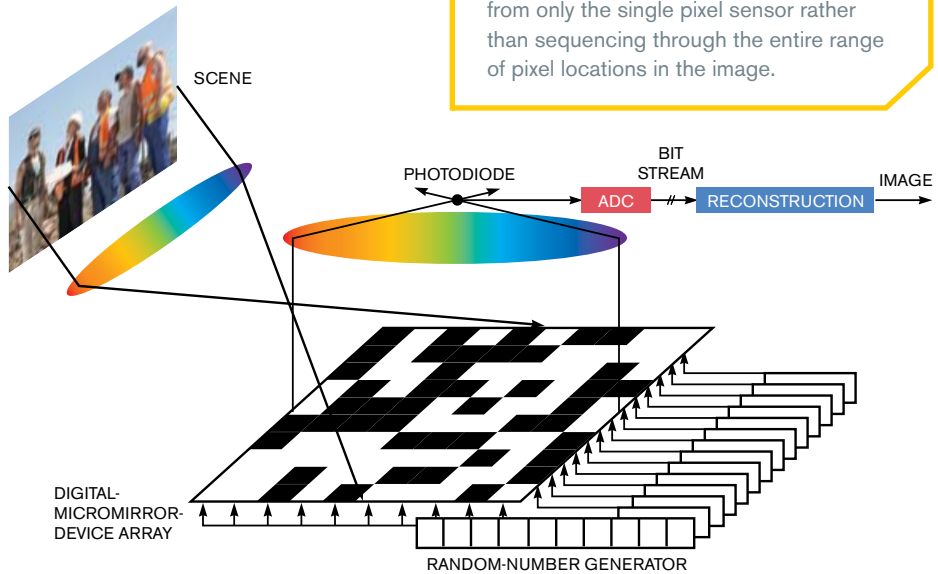 from only the single pixel sensor rather
than sequencing through the entire range
of pixel locations in the image.
SCENE
PHOTODIODE
BIT
STREAM
ADC
RECONSTRUCTION
IMAGE
DIGITAL-
MICROMIRROR-
DEVICE ARRAY
RANDOM-NUMBER GENERATOR